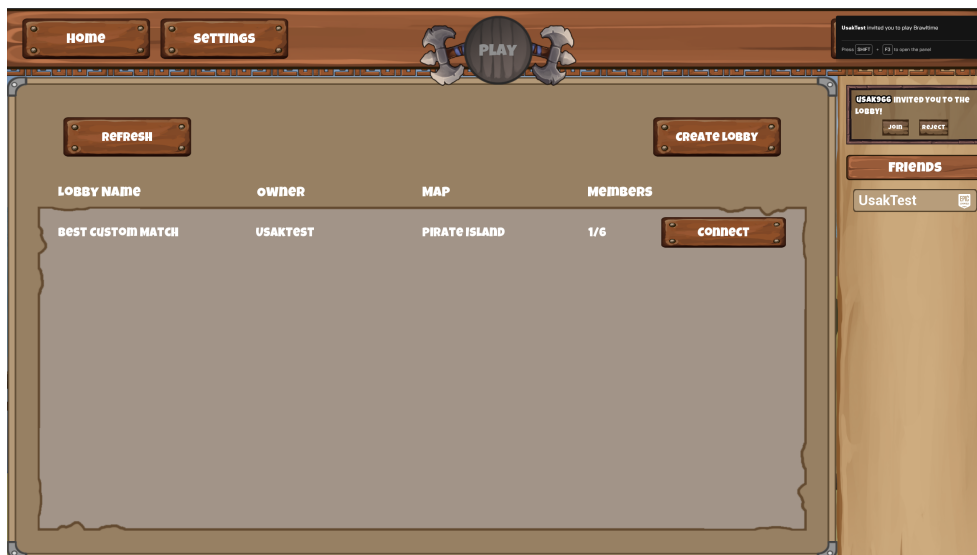 Home
Settings
PLAY
UsakTest invited you to play Brawltime
Press SHIFT + F3 to open the panel
USAK966 INVITED YOU TO THE
LOBBY!
JOIN
REJECT
REFRESH
CREATE LOBBY
FRIENDS
LOBBY NAME OWNER MAP MEMBERS
UsakTest
EPIC
BEST CUSTOM MATCH USAKTEST PIRATE ISLAND 1/6 CONNECT